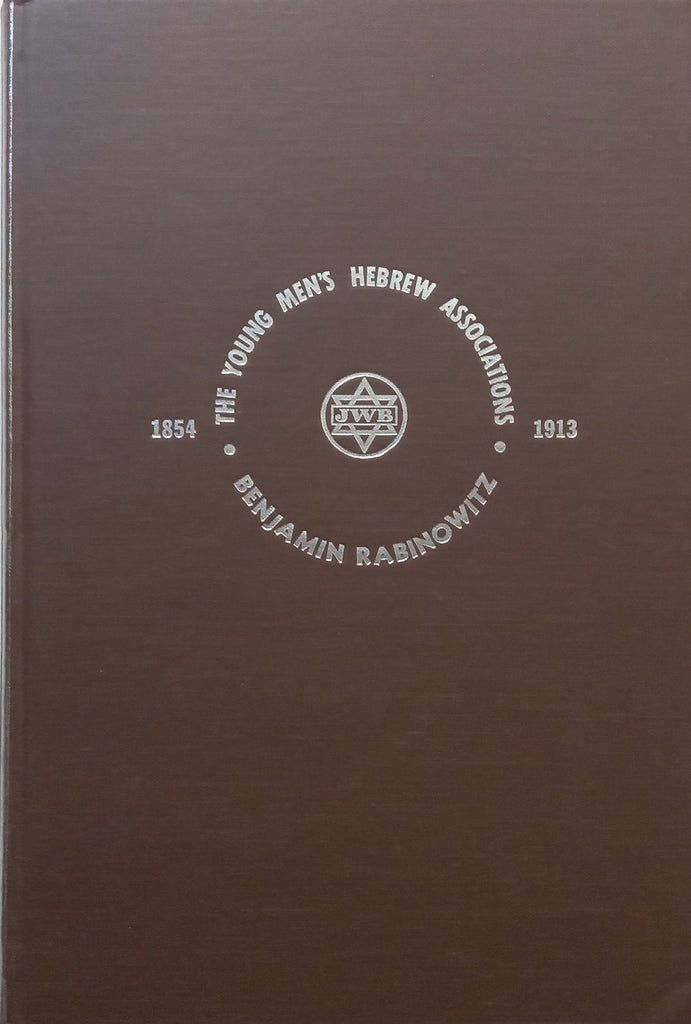 THE YOUNG MEN'S HEBREW ASSOCIATIONS
1854
JWB
1913
BENJAMIN RABINOWITZ